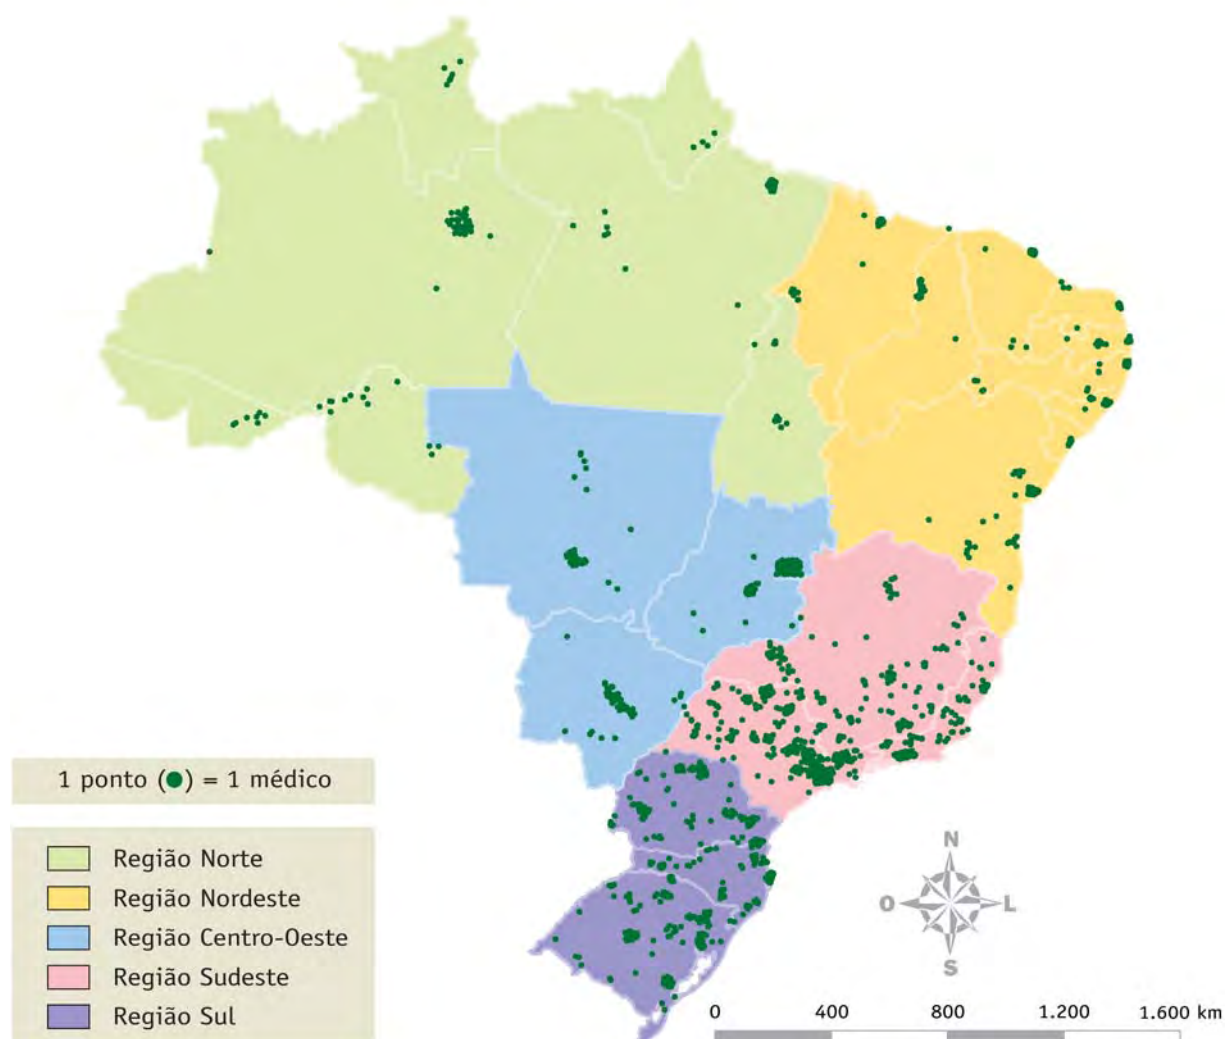 1 ponto (●) = 1 médico
Região Norte
Região Nordeste
Região Centro-Oeste
Região Sudeste
Região Sul
N
O
L
S
0 400 800 1.200 1.600 km